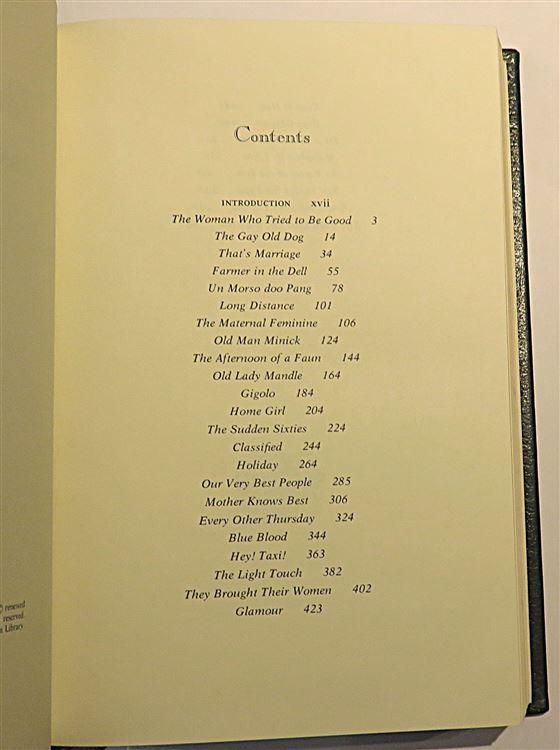 Contents
INTRODUCTION xvii
The Woman Who Tried to Be Good 3
The Gay Old Dog 14
That's Marriage 34
Farmer in the Dell 55
Un Morso doo Pang 78
Long Distance 101
The Maternal Feminine 106
Old Man Minick 124
The Afternoon of a Faun 144
Old Lady Mandle 164
Gigolo 184
Home Girl 204
The Sudden Sixties 224
Classified 244
Holiday 264
Our Very Best People 285
Mother Knows Best 306
Every Other Thursday 324
Blue Blood 344
Hey! Taxi! 363
The Light Touch 382
They Brought Their Women 402
Glamour 423
© renewed
reserved.
Library